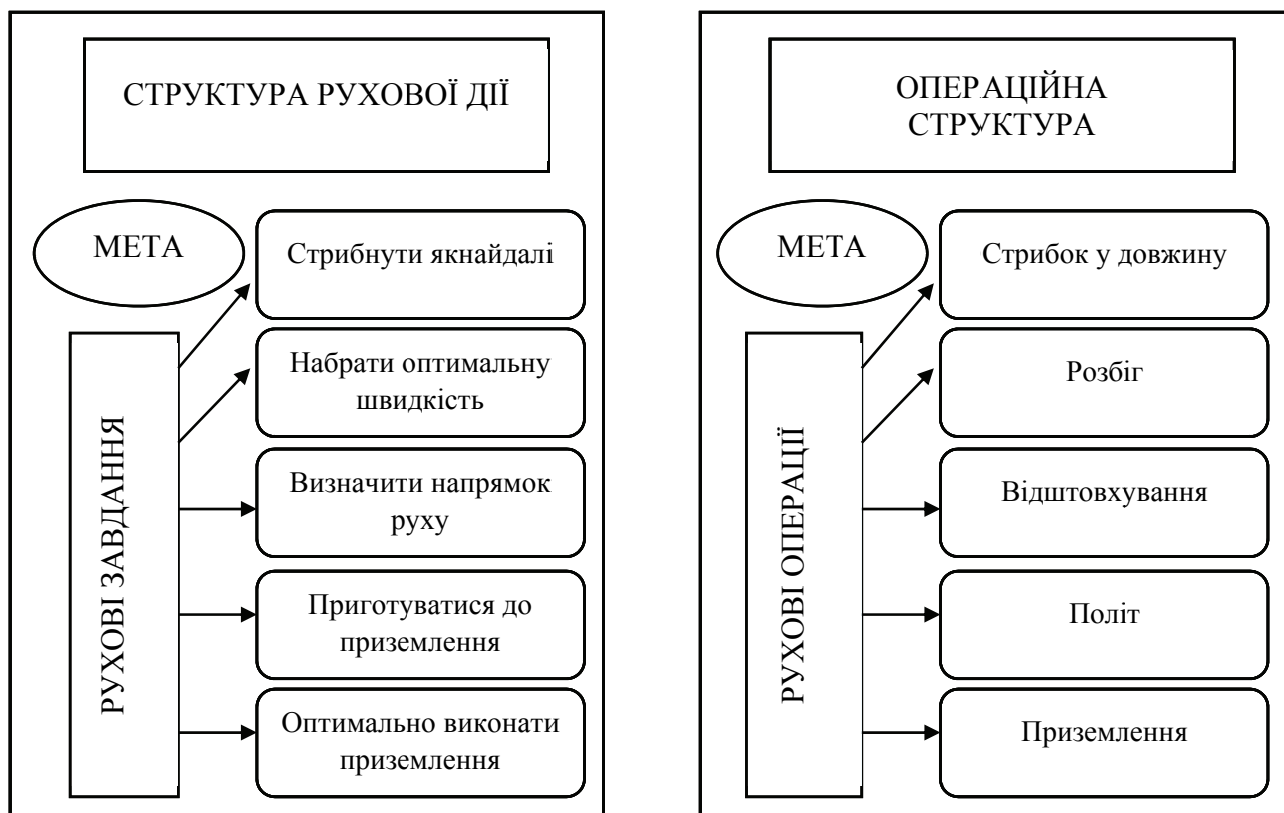 СТРУКТУРА РУХОВОЇ ДІЇ
МЕТА
Стрибнути якнайдалі
РУХОВІ ЗАВДАННЯ
Набрати оптимальну
швидкість
Визначити напрямок
руху
Приготуватися до
приземлення
Оптимально виконати
приземлення
ОПЕРАЦІЙНА
СТРУКТУРА
МЕТА
Стрибок у довжину
РУХОВІ ОПЕРАЦІЇ
Розбіг
Відштовхування
Політ
Приземлення